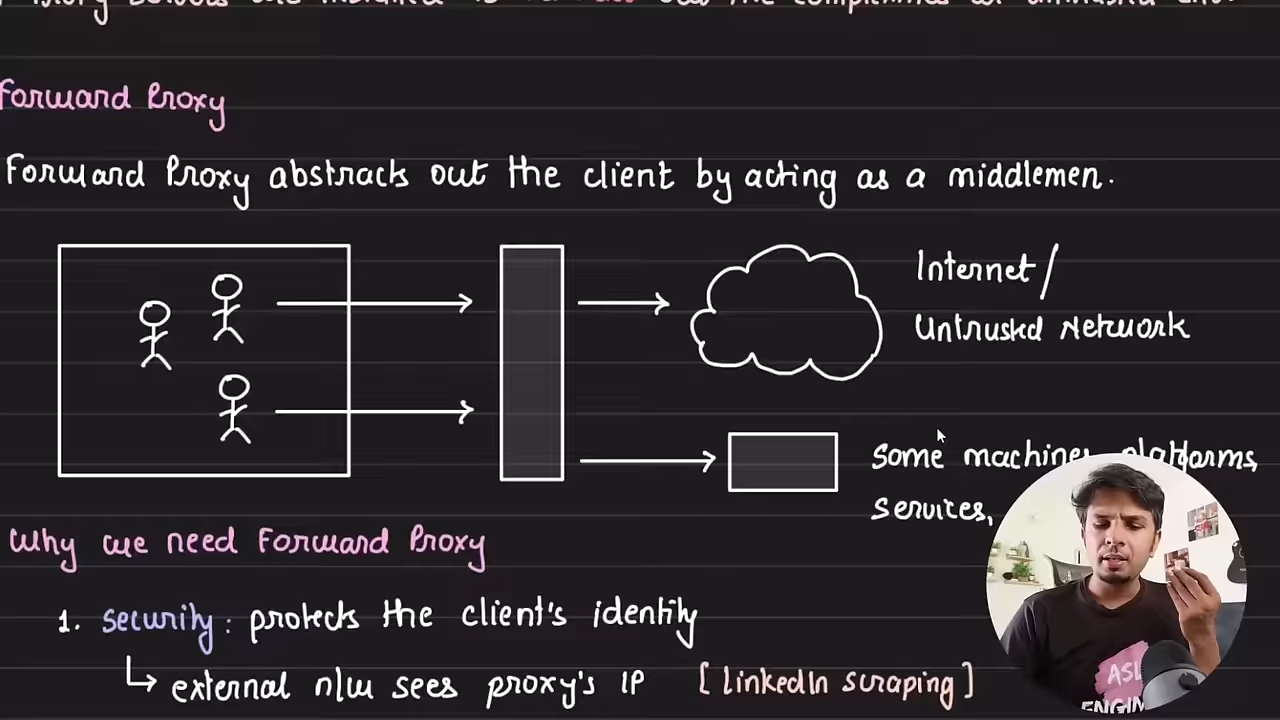 Forward Proxy
Forward Proxy abstracts out the client by acting as a middlemen.
Internet/
Untrusted Network
Some machines, platforms,
services,
Why we need Forward Proxy
1. Security: protects the client's identity
↳ external n/w sees proxy's IP [LinkedIn scraping]
ENGIN